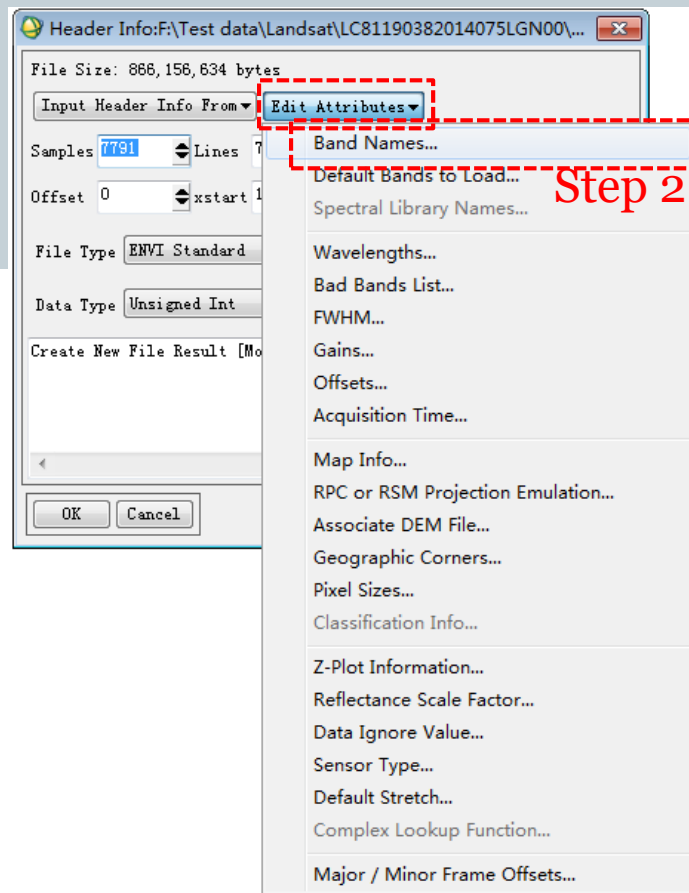 Header Info:F:\Test data\Landsat\LC81190382014075LGN00\...
File Size: 866,156,634 bytes
Input Header Info From Edit Attributes
Samples 7791 Lines 7
Offset 0 xstart 1
File Type ENVI Standard
Data Type Unsigned Int
Create New File Result [Mo
OK Cancel
Band Names...
Step 2
Default Bands to Load...
Spectral Library Names...
Wavelengths...
Bad Bands List...
FWHM...
Gains...
Offsets...
Acquisition Time...
Map Info...
RPC or RSM Projection Emulation...
Associate DEM File...
Geographic Corners...
Pixel Sizes...
Classification Info...
Z-Plot Information...
Reflectance Scale Factor...
Data Ignore Value...
Sensor Type...
Default Stretch...
Complex Lookup Function...
Major / Minor Frame Offsets...